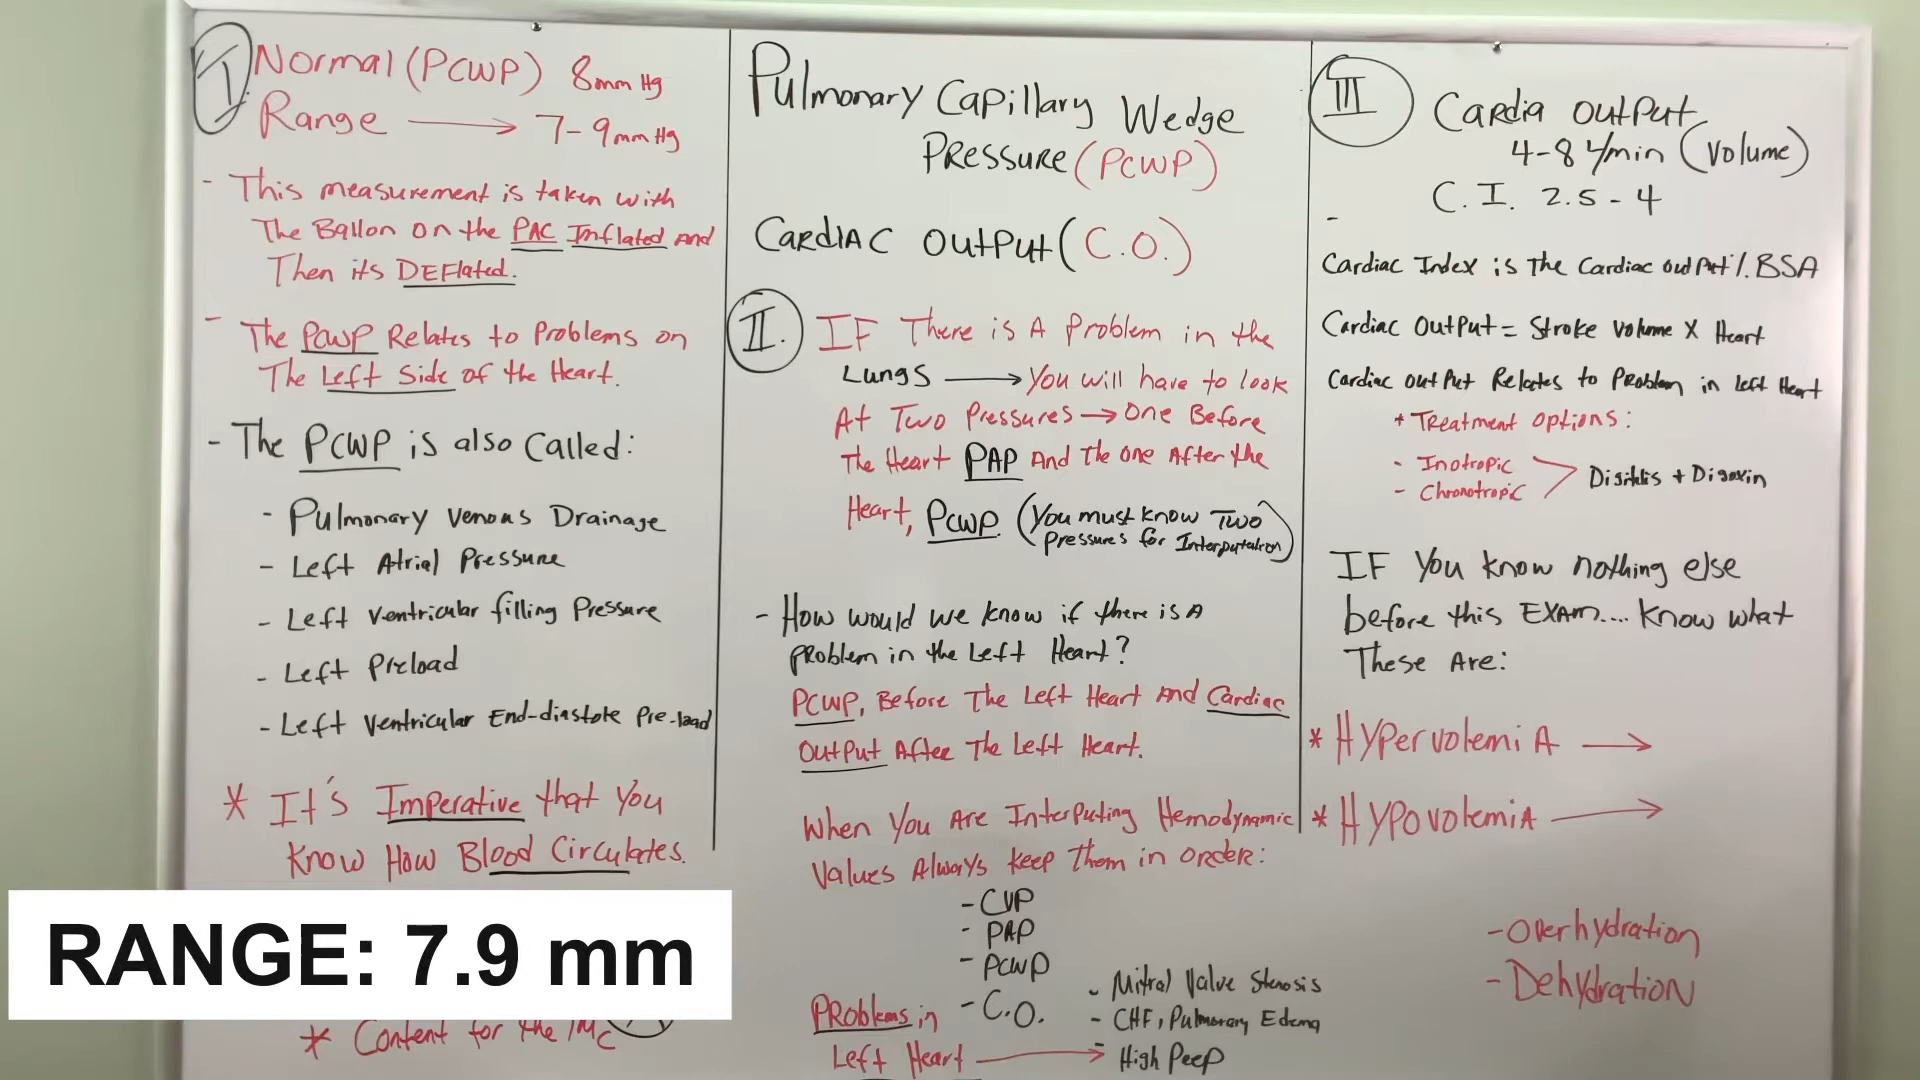 I
Normal (PCWP) 8mm Hg
Range → 7-9mm Hg
- This measurement is taken with
The Ballon on the PAC Inflated And
Then its DEFlated.
- The PCWP Relates to Problems on
The Left Side of the Heart.
- The PCWP is also Called:
- Pulmonary Venous Drainage
- Left Atrial Pressure
- Left Ventricular filling Pressure
- Left Preload
- Left Ventricular End-diastole Pre-load
* It's Imperative that You
Know How Blood Circulates.
RANGE: 7.9 mm
* Content for the TMC
Pulmonary Capillary Wedge
Pressure (PCWP)
Cardiac Output (C.O.)
II.
IF There is A Problem in the
Lungs → You will have to look
At Two Pressures → One Before
The Heart PAP And The One After the
Heart, PCWP. (You must know Two
Pressures for
- How would we know if there is A
Problem in the Left Heart?
PCWP, Before The Left Heart And Cardiac
Output After The Left Heart.
When You Are Interputing Hemodynamic
Values Always Keep Them in order:
- CVP
- PAP
- PCWP
- C.O.
Problems in
Left Heart →
- Mitral Valve Stenosis
- CHF, Pulmonary Edema
- High Peep
III
Cardia Output
4-8 L/min (Volume)
C.I. 2.5 - 4
-
Cardiac Index is The Cardiac output % BSA
Cardiac Output = Stroke Volume X Heart
Cardiac output Relates to Problem in Left Heart
* Treatment Options:
- Inotropic
- Chronotropic
+ Digoxin
IF You know nothing else
before this EXAM.... Know what
These Are:
* Hypervolemia →
* Hypovolemia →
- Overhydration
- Dehydration